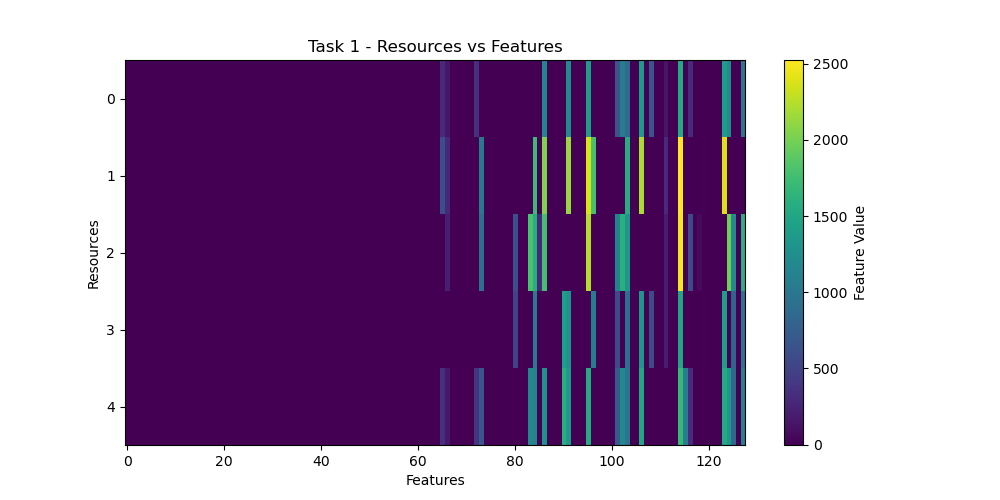 Task 1 - Resources vs Features
Resources
0
1
2
3
4
0 20 40 60 80 100 120
Features
2500
2000
1500
1000
500
0
Feature Value